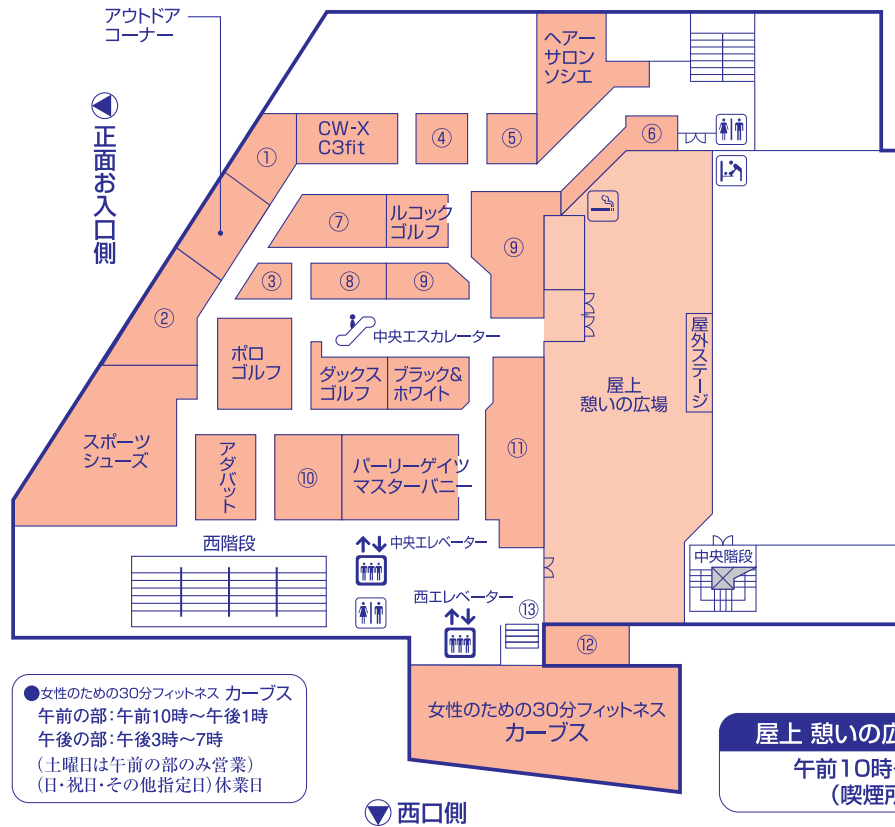 アウトドア
コーナー
ヘアー
サロン
ソシエ
正面お入口側
①
CW-X
C3fit
④
⑤
⑥
⑦
ルコック
ゴルフ
⑨
③
⑧
⑨
②
中央エスカレーター
ポロ
ゴルフ
ダックス
ゴルフ
ブラック&
ホワイト
屋上
憩いの広場
屋外ステージ
スポーツ
シューズ
アダバット
⑩
パーリーゲイツ
マスターバニー
⑪
西階段
中央エレベーター
中央階段
西エレベーター
⑬
⑫
女性のための30分フィットネス
カーブス
●女性のための30分フィットネス カーブス
午前の部:午前10時〜午後1時
午後の部:午後3時〜7時
(土曜日は午前の部のみ営業)
(日・祝日・その他指定日)休業日
西口側
屋上 憩いの広
午前10時
(喫煙所